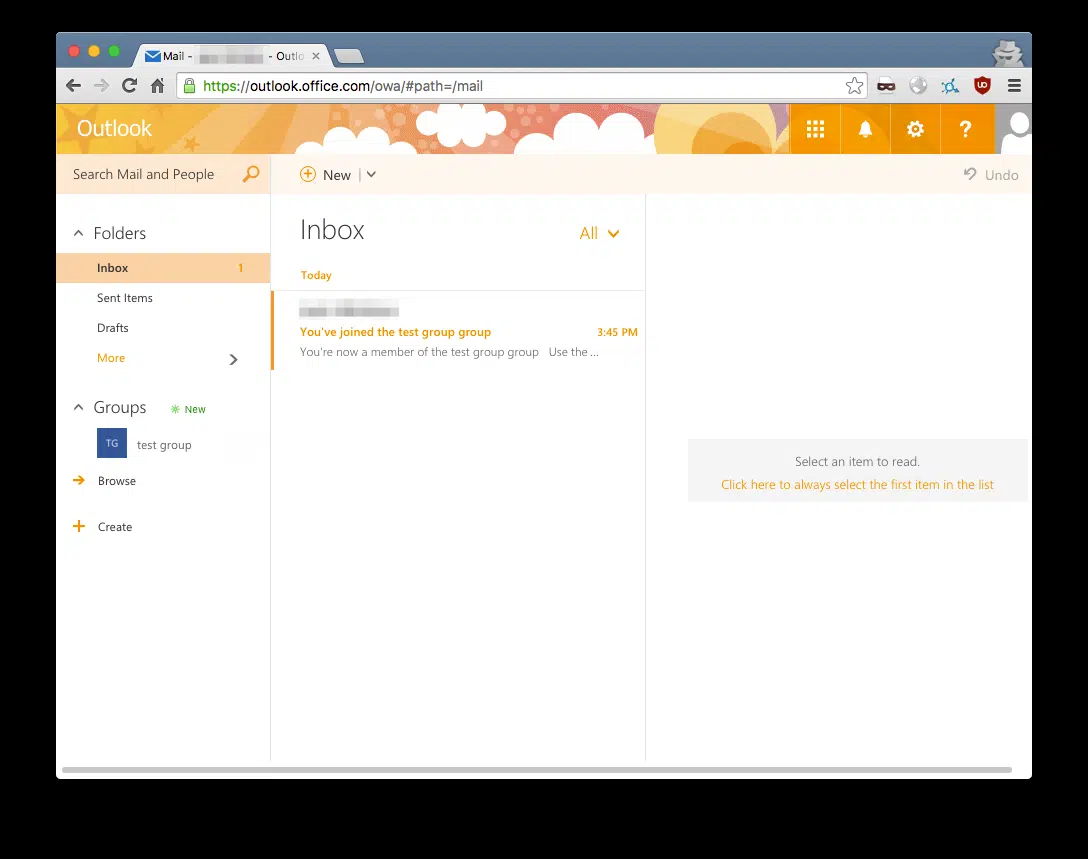 Mail - - Outlo
https://outlook.office.com/owa/#path=/mail
Outlook
?
Search Mail and People
New
Undo
Folders
Inbox 1
Sent Items
Drafts
More
Groups New
TG test group
Browse
Create
Inbox All
Today
You've joined the test group group 3:45 PM
You're now a member of the test group group Use the ...
Select an item to read.
Click here to always select the first item in the list